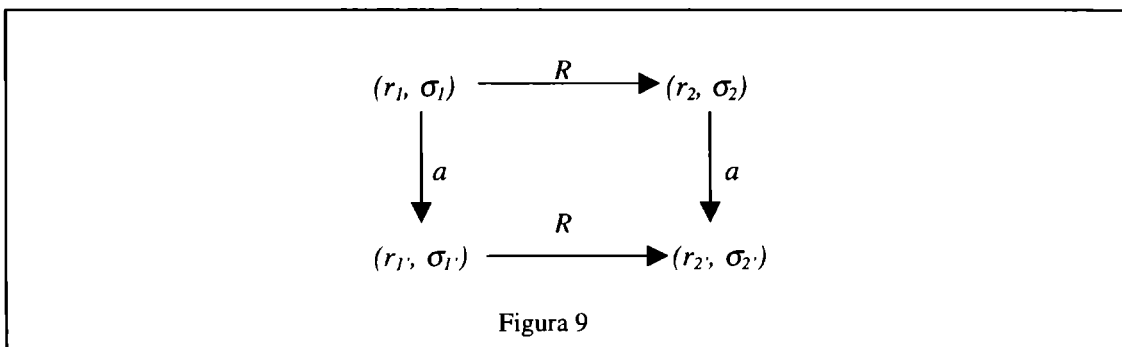 R
(r₁, σ₁) (r₂, σ₂)
a a
R
(r₁', σ₁') (r₂', σ₂')
Figura 9